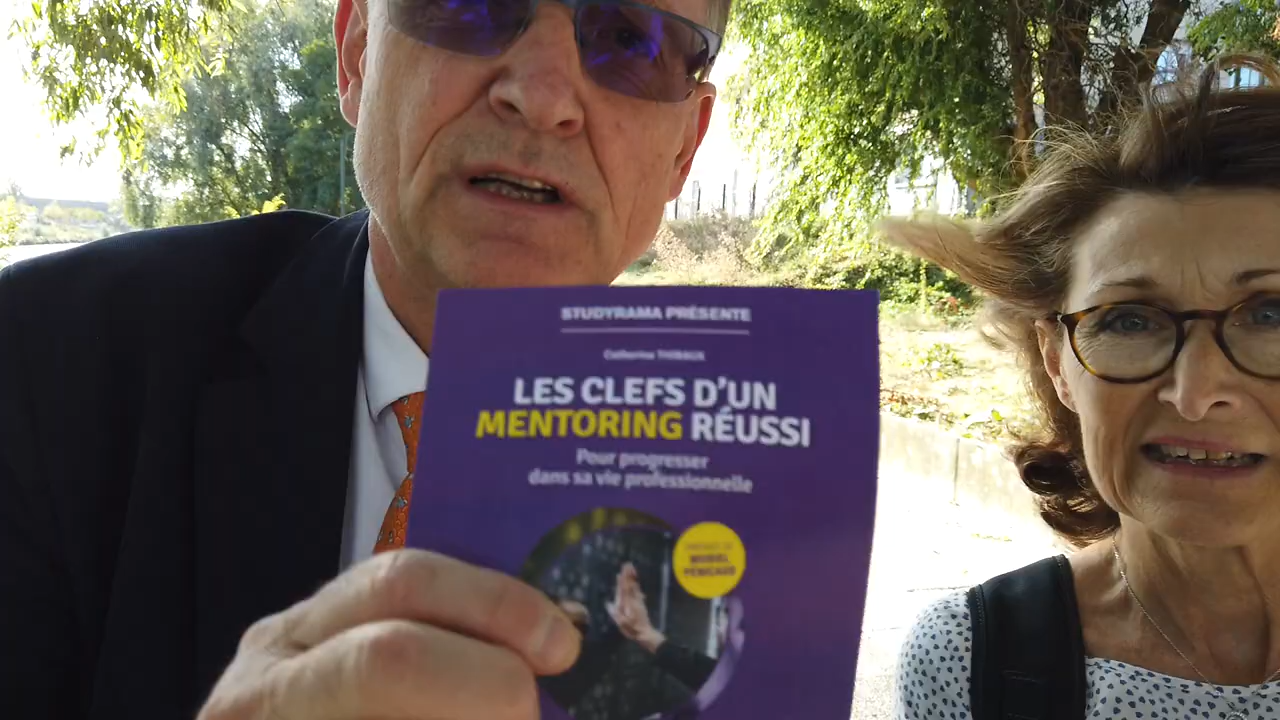 STUDYRAMA PRÉSENTE
Catherine THIBAUX
LES CLEFS D'UN
MENTORING RÉUSSI
Pour progresser
dans sa vie professionnelle